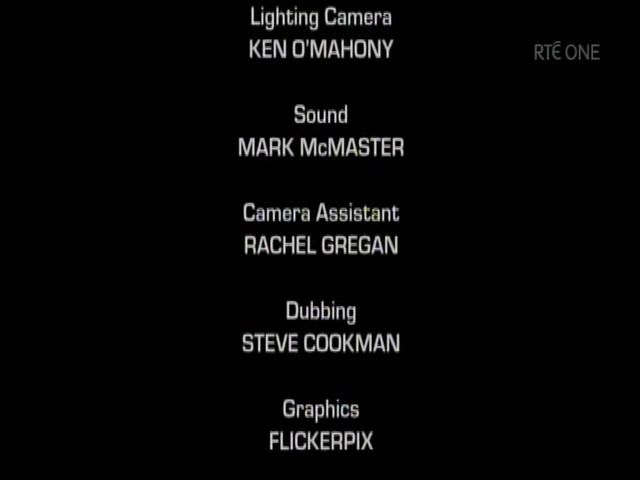 Lighting Camera
KEN O'MAHONY
RTÉ ONE
Sound
MARK McMASTER
Camera Assistant
RACHEL GREGAN
Dubbing
STEVE COOKMAN
Graphics
FLICKERPIX